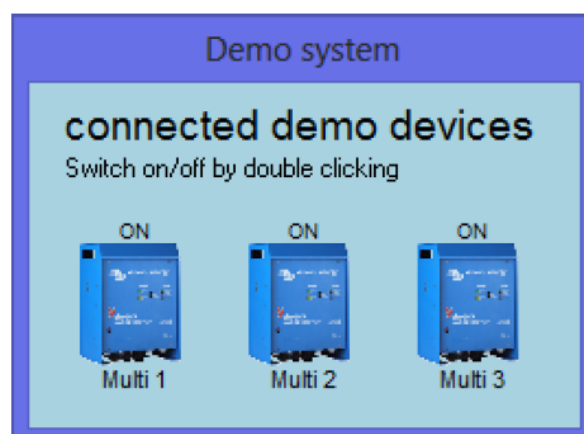 Demo system
connected demo devices
Switch on/off by double clicking
ON ON ON
Multi 1 Multi 2 Multi 3